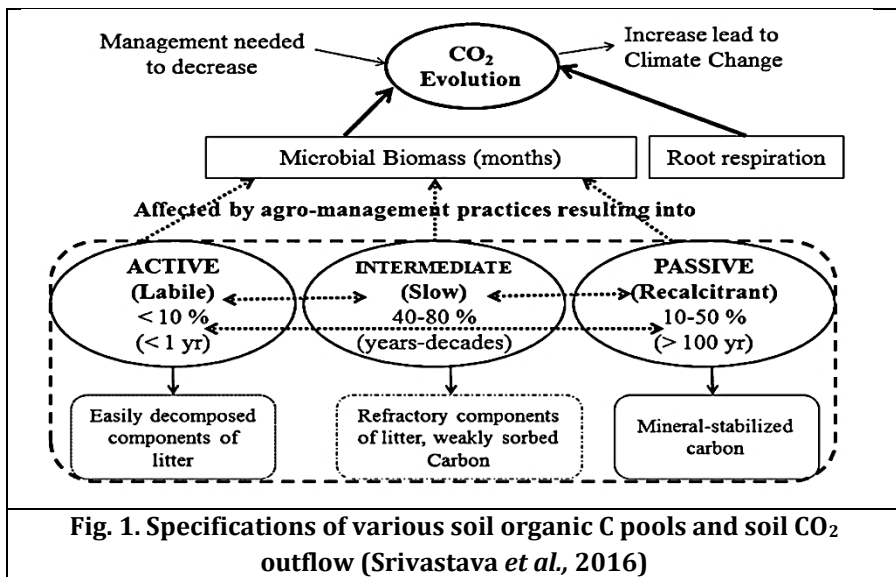 Management needed
to decrease
CO₂
Evolution
Increase lead to
Climate Change
Microbial Biomass (months)
Root respiration
Affected by agro-management practices resulting into
ACTIVE
(Labile)
< 10 %
(< 1 yr)
INTERMEDIATE
(Slow)
40-80 %
(years-decades)
PASSIVE
(Recalcitrant)
10-50 %
(> 100 yr)
Easily decomposed
components of
litter
Refractory components
of litter, weakly sorbed
Carbon
Mineral-stabilized
carbon
Fig. 1. Specifications of various soil organic C pools and soil CO₂
outflow (Srivastava et al., 2016)